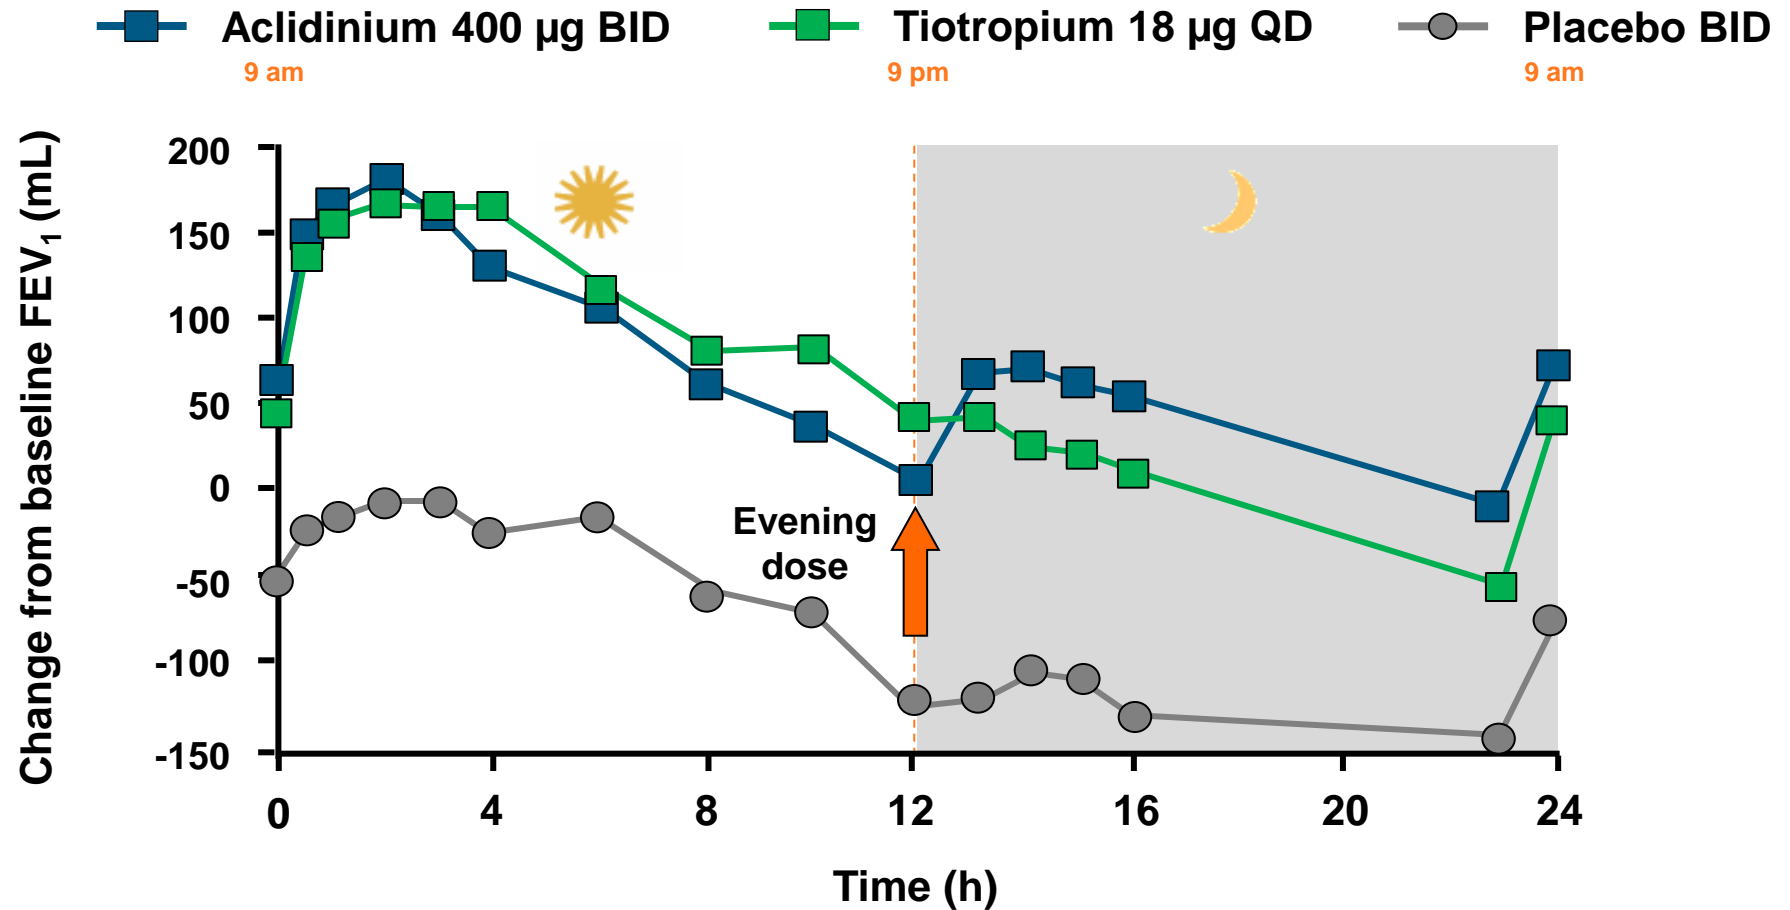 Aclidinium 400 µg BID
Tiotropium 18 µg QD
Placebo BID
9 am
9 pm
9 am
Change from baseline FEV₁ (mL)
200
150
100
50
0
-50
-100
-150
Evening
dose
0
4
8
12
16
20
24
Time (h)